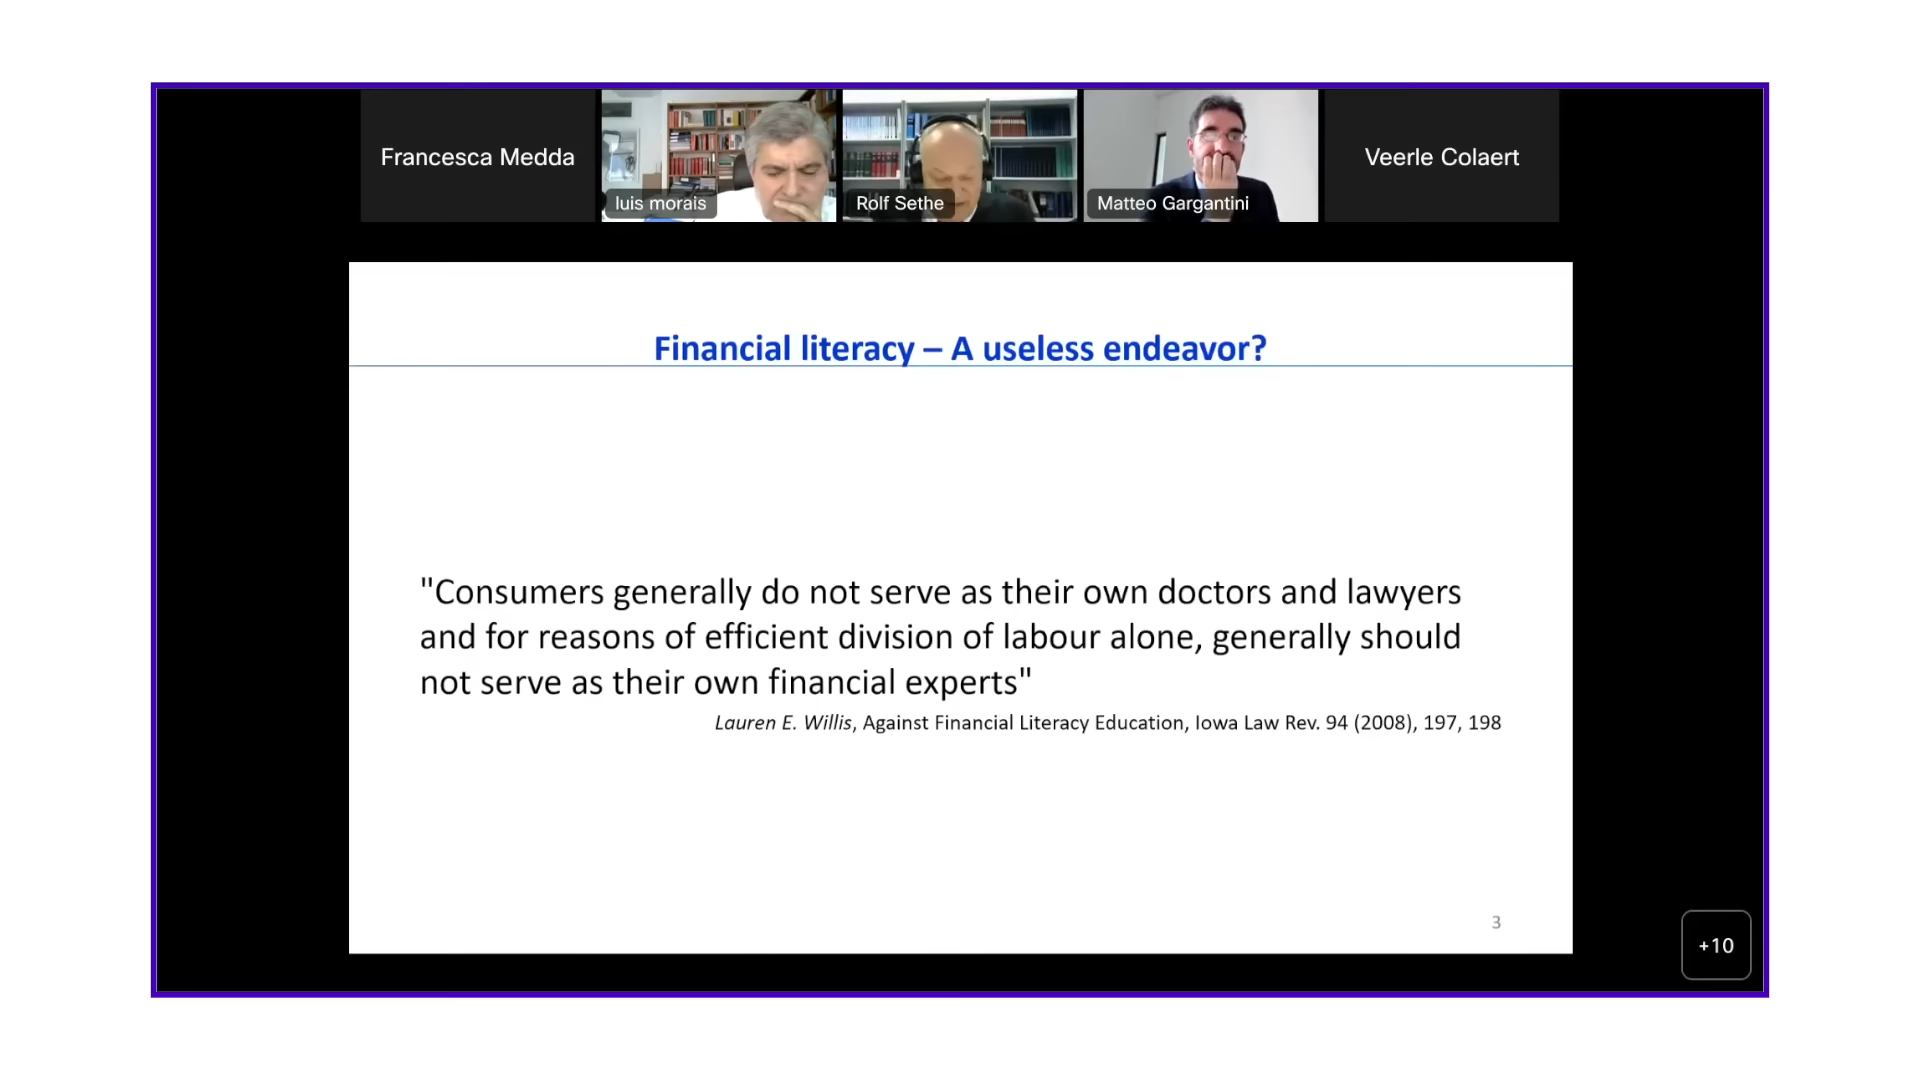 Francesca Medda
luis morais
Rolf Sethe
Matteo Gargantini
Veerle Colaert
Financial literacy – A useless endeavor?
"Consumers generally do not serve as their own doctors and lawyers
and for reasons of efficient division of labour alone, generally should
not serve as their own financial experts"
Lauren E. Willis, Against Financial Literacy Education, Iowa Law Rev. 94 (2008), 197, 198
3
+10